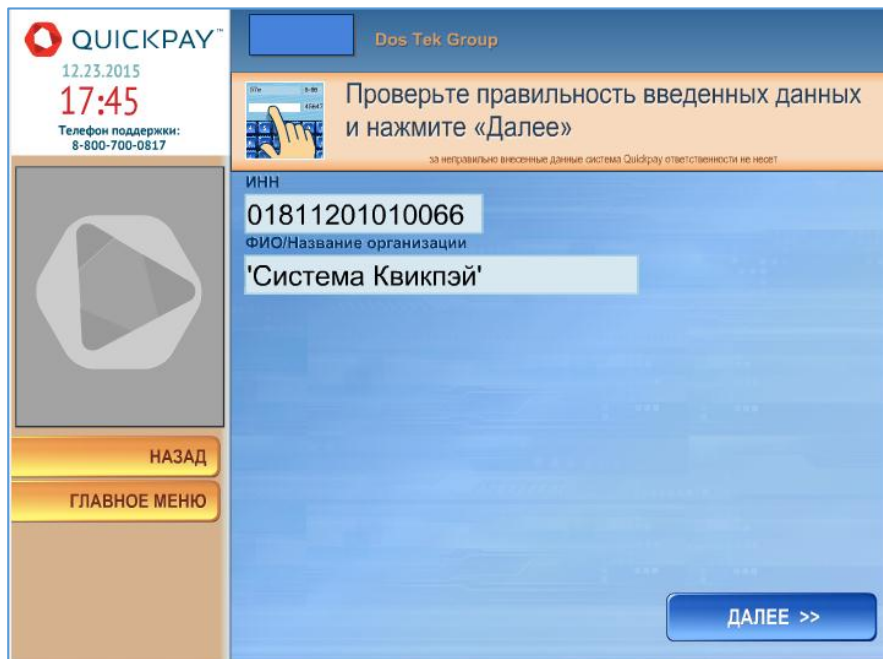 QUICKPAY™
12.23.2015
17:45
Телефон поддержки:
8-800-700-0817
НАЗАД
ГЛАВНОЕ МЕНЮ
Dos Tek Group
Проверьте правильность введенных данных
и нажмите «Далее»
за неправильно внесенные данные система Quickpay ответственности не несет
ИНН
01811201010066
ФИО/Название организации
'Система Квикпэй'
ДАЛЕЕ >>